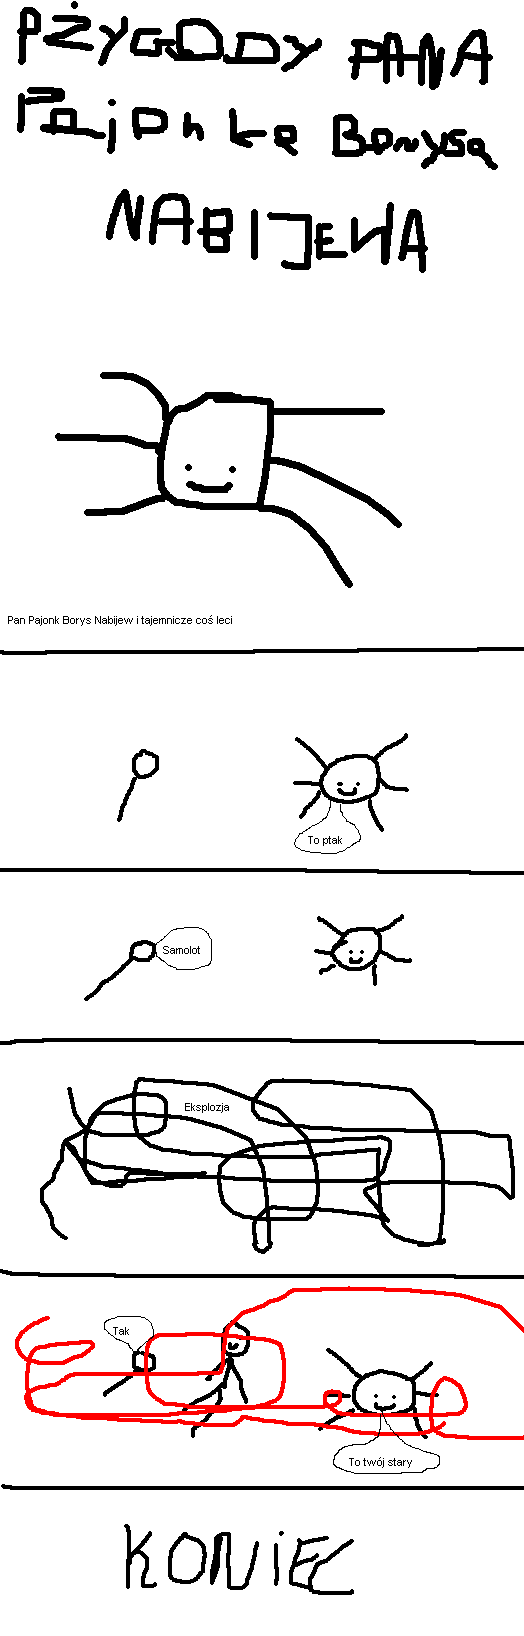 PŻYGODY PANA
Pajonka Borysa
NABIJEWA
Pan Pajonk Borys Nabijew i tajemnicze coś leci
To ptak
Samolot
Eksplozja
Tak
To twój stary
KONIEC